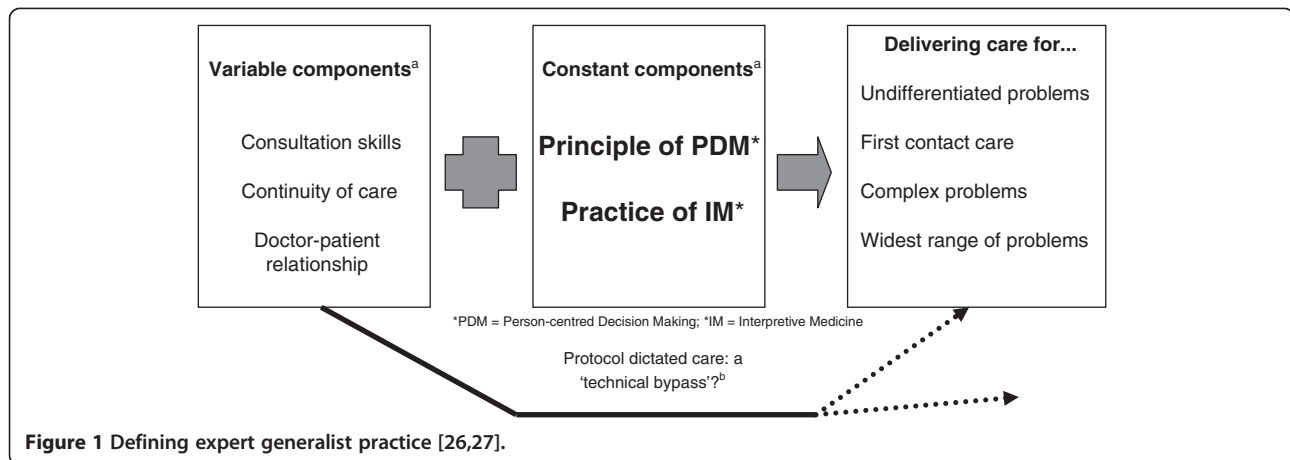 Variable componentsᵃ
Consultation skills
Continuity of care
Doctor-patient
relationship
Constant componentsᵃ
Principle of PDM*
Practice of IM*
Delivering care for...
Undifferentiated problems
First contact care
Complex problems
Widest range of problems
*PDM = Person-centred Decision Making; *IM = Interpretive Medicine
Protocol dictated care: a
‘technical bypass’?ᵇ
Figure 1 Defining expert generalist practice [26,27].